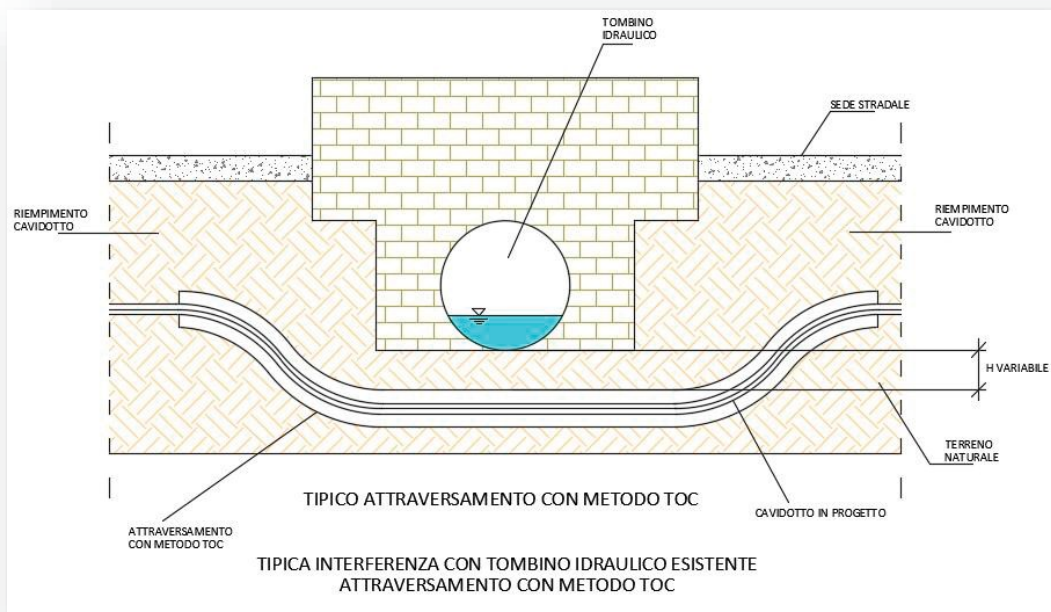 TOMBINO
IDRAULICO
SEDE STRADALE
RIEMPIMENTO
CAVIDOTTO
RIEMPIMENTO
CAVIDOTTO
H VARIABILE
TERRENO
NATURALE
TIPICO ATTRAVERSAMENTO CON METODO TOC
CAVIDOTTO IN PROGETTO
ATTRAVERSAMENTO
CON METODO TOC
TIPICA INTERFERENZA CON TOMBINO IDRAULICO ESISTENTE
ATTRAVERSAMENTO CON METODO TOC